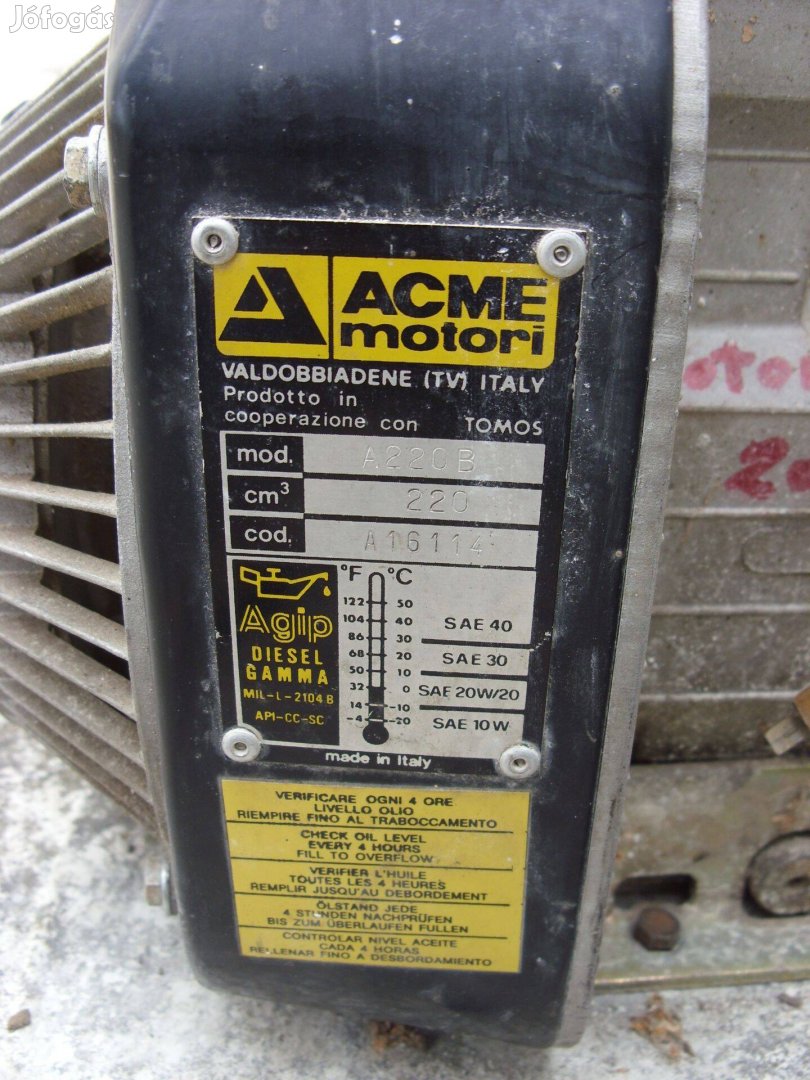 Jófogás
ACME
motori
VALDOBBIADENE (TV) ITALY
Prodotto in
cooperazione con TOMOS
mod. A220B
cm³ 220
cod. A16114
Agip
DIESEL
GAMMA
MIL-L-2104 B
API-CC-SC
°F °C
122 50
104 40
86 30
68 20
50 10
32 0
14 -10
-4 -20
SAE 40
SAE 30
SAE 20W/20
SAE 10W
made in Italy
VERIFICARE OGNI 4 ORE
LIVELLO OLIO
RIEMPIRE FINO AL TRABOCCAMENTO
CHECK OIL LEVEL
EVERY 4 HOURS
FILL TO OVERFLOW
VERIFIER L'HUILE
TOUTES LES 4 HEURES
REMPLIR JUSQU'AU DEBORDEMENT
ÖLSTAND JEDE
4 STUNDEN NACHPRÜFEN
BIS ZUM ÜBERLAUFEN FULLEN
CONTROLAR NIVEL ACEITE
CADA 4 HORAS
RELLENAR FINO A DESBORDAMIENTO